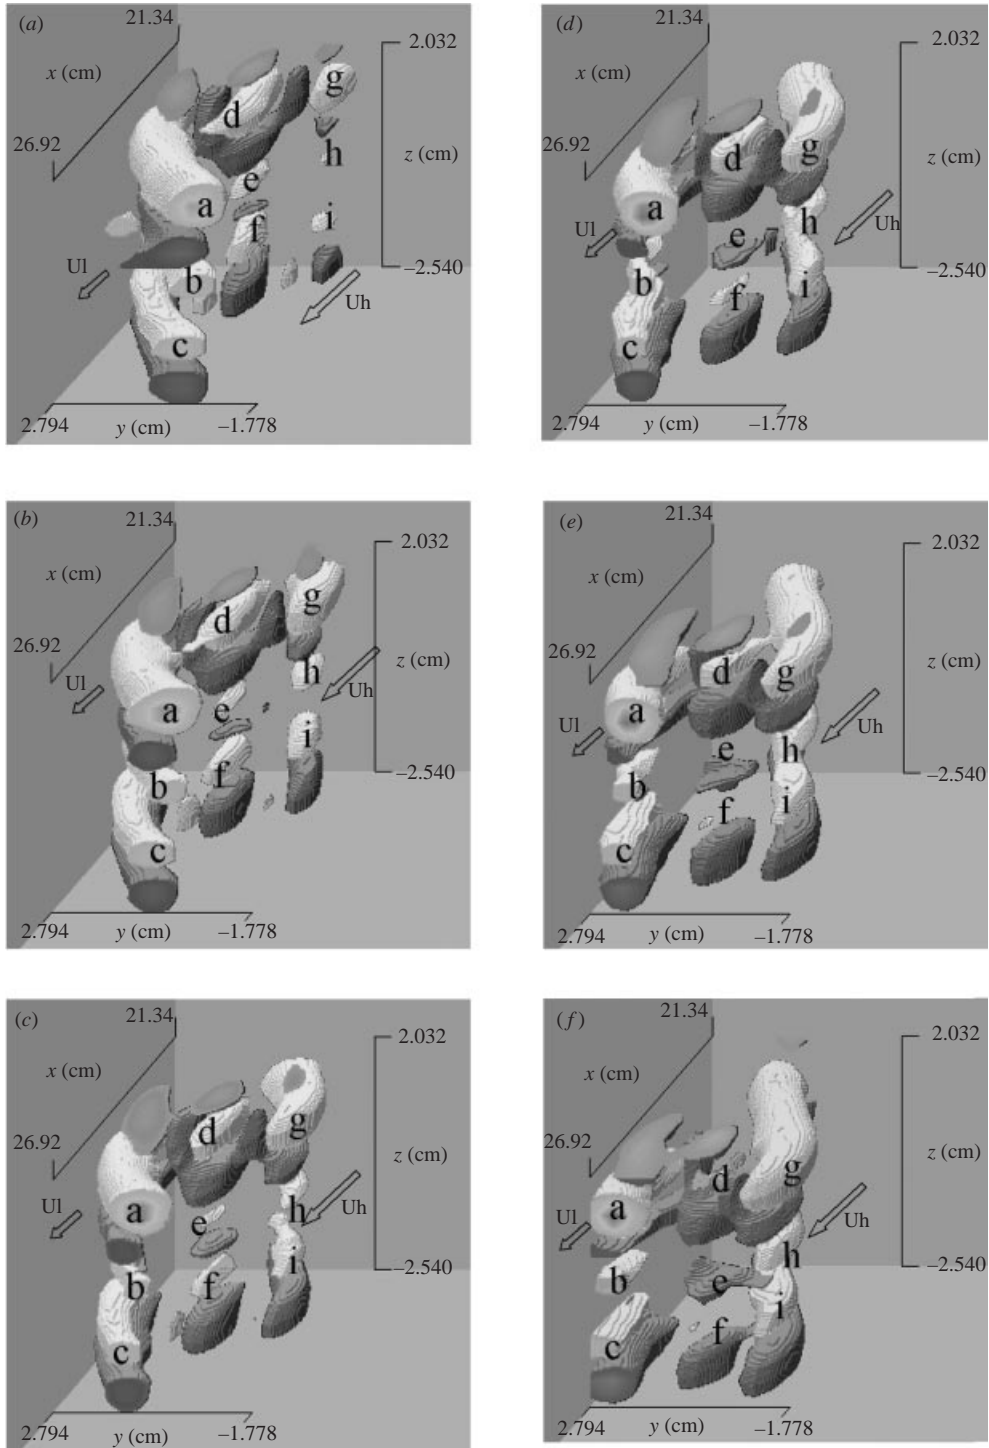 (a)
21.34
2.032
x (cm)
g
d
26.92
h
z (cm)
e
a
i
f
Ul
b
–2.540
Uh
c
2.794
y (cm)
–1.778
(d)
21.34
2.032
x (cm)
26.92
d
g
z (cm)
a
h
Uh
Ul
e
b
–2.540
f
i
c
2.794
y (cm)
–1.778
(b)
21.34
2.032
x (cm)
g
d
26.92
h
z (cm)
Ul
Uh
a
e
i
f
b
–2.540
c
2.794
y (cm)
–1.778
(e)
21.34
2.032
x (cm)
26.92
d
g
z (cm)
a
Uh
Ul
e
h
b
–2.540
f
i
c
2.794
y (cm)
–1.778
(c)
21.34
2.032
x (cm)
d
g
26.92
z (cm)
Ul
a
h
Uh
e
b
f
i
–2.540
c
2.794
y (cm)
–1.778
(f)
21.34
2.032
x (cm)
26.92
d
g
z (cm)
Ul
a
Uh
h
b
e
–2.540
i
f
c
2.794
y (cm)
–1.778